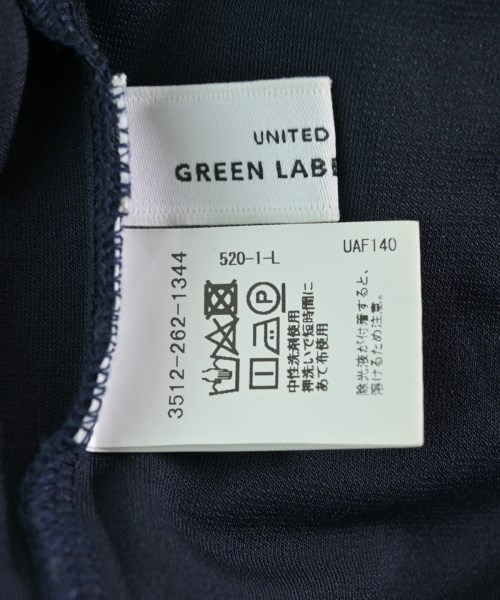 UNITED
GREEN LABE
520-1-L
UAF140
3512-262-1344
中性洗剤使用
押洗いで短時間に
あて布使用
除光液が付着すると、
溶けるため注意。